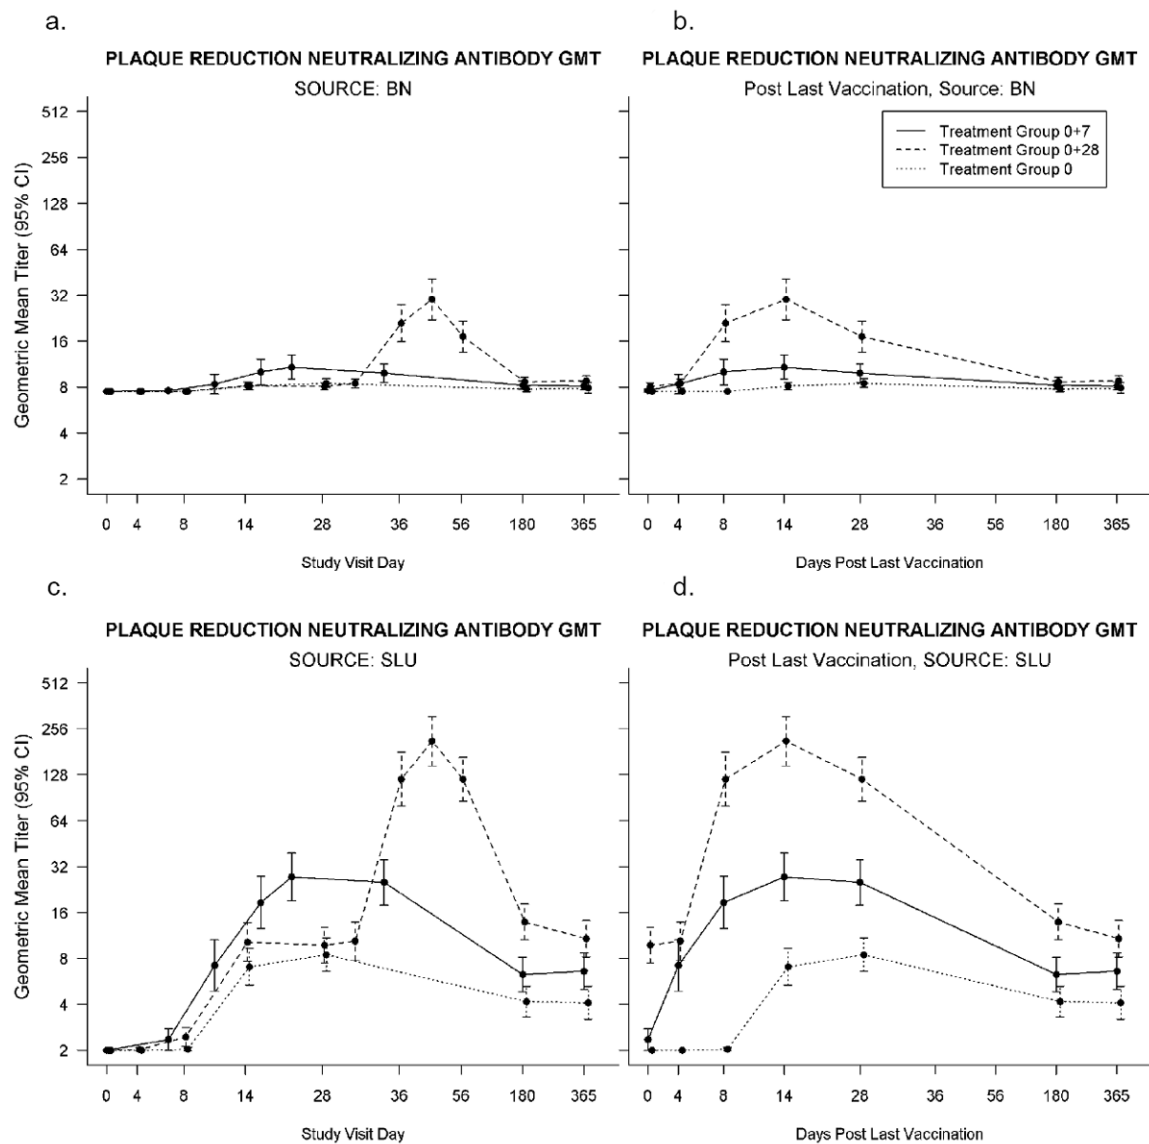 a.
PLAQUE REDUCTION NEUTRALIZING ANTIBODY GMT
SOURCE: BN
Geometric Mean Titer (95% CI)
512
256
128
64
32
16
8
4
2
0 4 8 14 28 36 56 180 365
Study Visit Day
b.
PLAQUE REDUCTION NEUTRALIZING ANTIBODY GMT
Post Last Vaccination, Source: BN
Treatment Group 0+7
Treatment Group 0+28
Treatment Group 0
0 4 8 14 28 36 56 180 365
Days Post Last Vaccination
c.
PLAQUE REDUCTION NEUTRALIZING ANTIBODY GMT
SOURCE: SLU
Geometric Mean Titer (95% CI)
512
256
128
64
32
16
8
4
2
0 4 8 14 28 36 56 180 365
Study Visit Day
d.
PLAQUE REDUCTION NEUTRALIZING ANTIBODY GMT
Post Last Vaccination, SOURCE: SLU
0 4 8 14 28 36 56 180 365
Days Post Last Vaccination